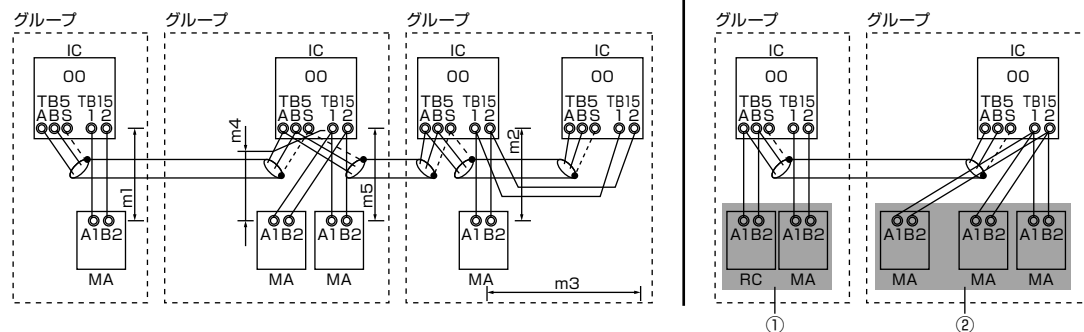 グループ グループ グループ グループ グループ
IC IC IC IC IC IC
00 00 00 00 00 00
TB5 TB15 TB5 TB15 TB5 TB15 TB5 TB15 TB5 TB15 TB5 TB15
ABS 1 2 ABS 1 2 ABS 1 2 ABS 1 2 ABS 1 2 ABS 1 2
m4 m2
m1 m5
A1B2 A1B2 A1B2 A1B2 A1B2 A1B2 A1B2 A1B2 A1B2
MA MA MA MA RC MA MA MA MA
m3
① ②